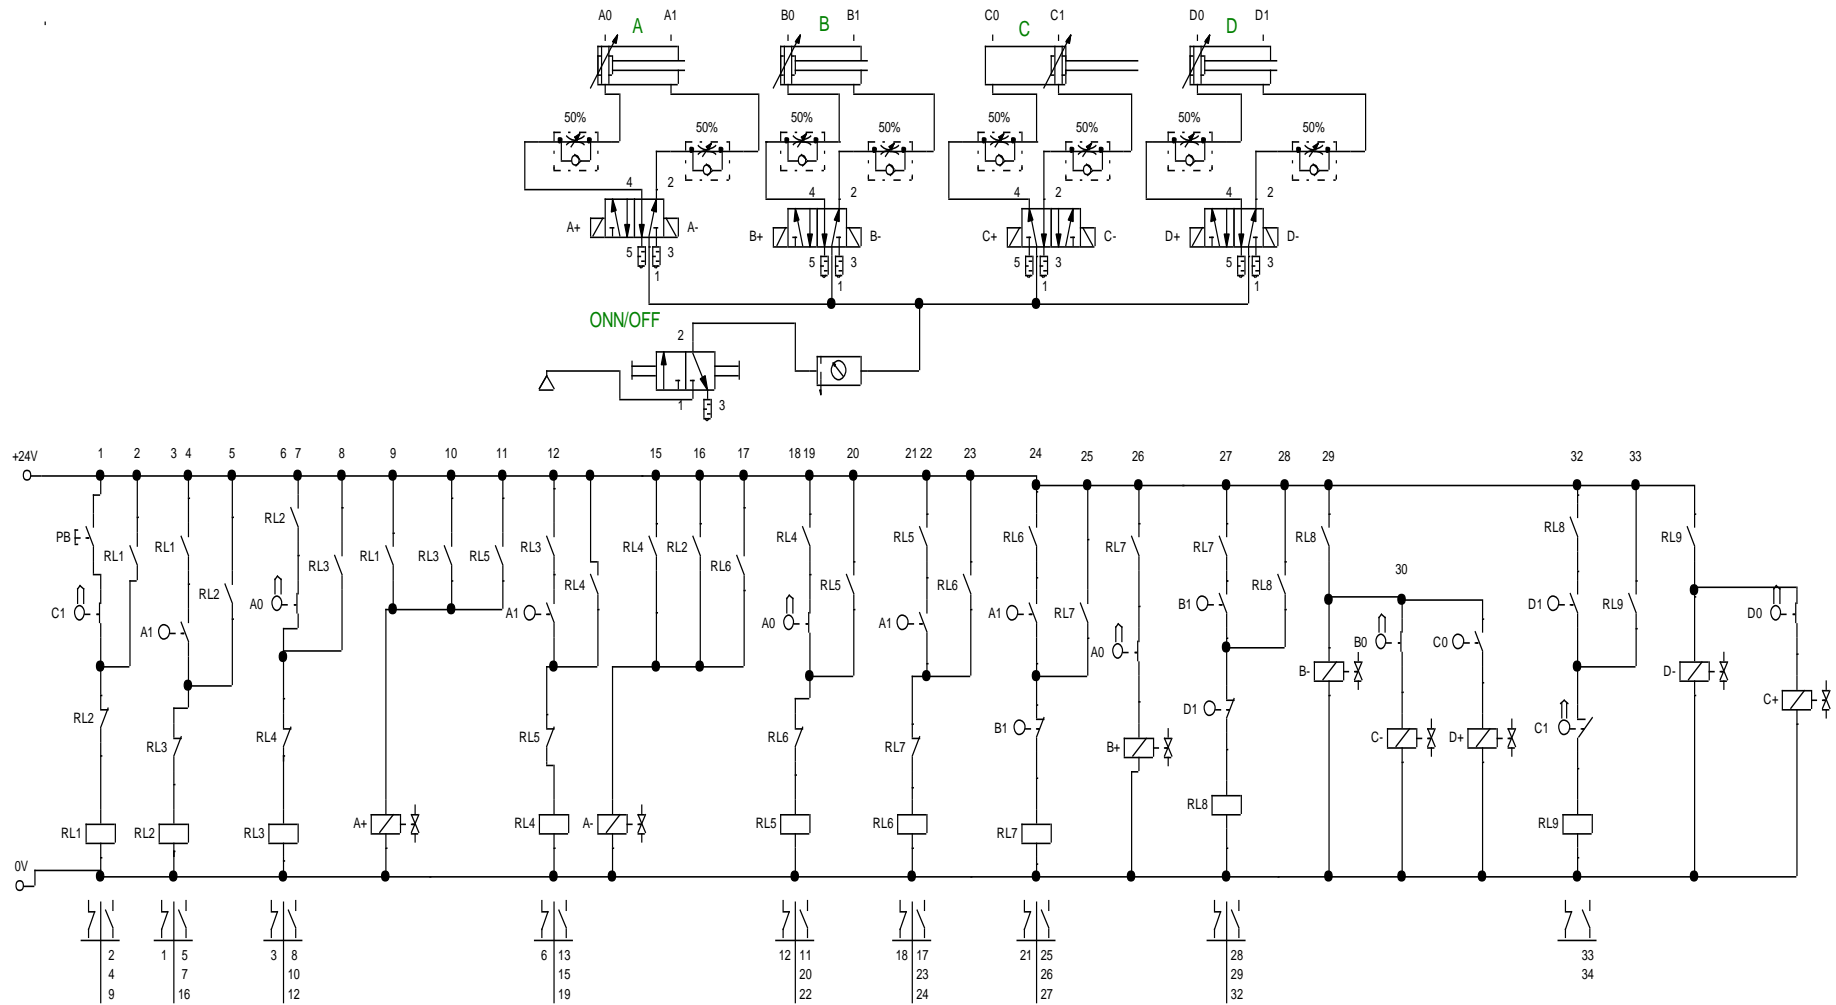 A0 A A1 B0 B B1 C0 C C1 D0 D D1
50% 50% 50% 50% 50% 50% 50% 50%
4 2 4 2 4 2 4 2
A+ A- B+ B- C+ C- D+ D-
5 3 5 3 5 3 5 3
1 1 1 1
ONN/OFF
2
1 3
+24V 1 2 3 4 5 6 7 8 9 10 11 12 15 16 17 18 19 20 21 22 23 24 25 26 27 28 29 32 33
PB RL1 RL1 RL2 RL1 RL3 RL5 RL3 RL4 RL2 RL4 RL5 RL6 RL7 RL7 RL8 RL8 RL9
RL3 RL6
C1 RL2 A0 RL4 RL5 RL6 RL8 30
A1 A1 A0 A1 A1 RL7 A0 B1 B0 C0 D1 RL9 D0
RL2 RL3 RL4 RL5 RL6 RL7 B1 D1 B- C1 D- C+
B+ C- D+
RL8
RL1 RL2 RL3 A+ RL4 A- RL5 RL6 RL7 RL9
0V
2 1 5 3 8 6 13 12 11 18 17 21 25 28 33
4 7 10 15 20 23 26 29 34
9 16 12 19 22 24 27 32